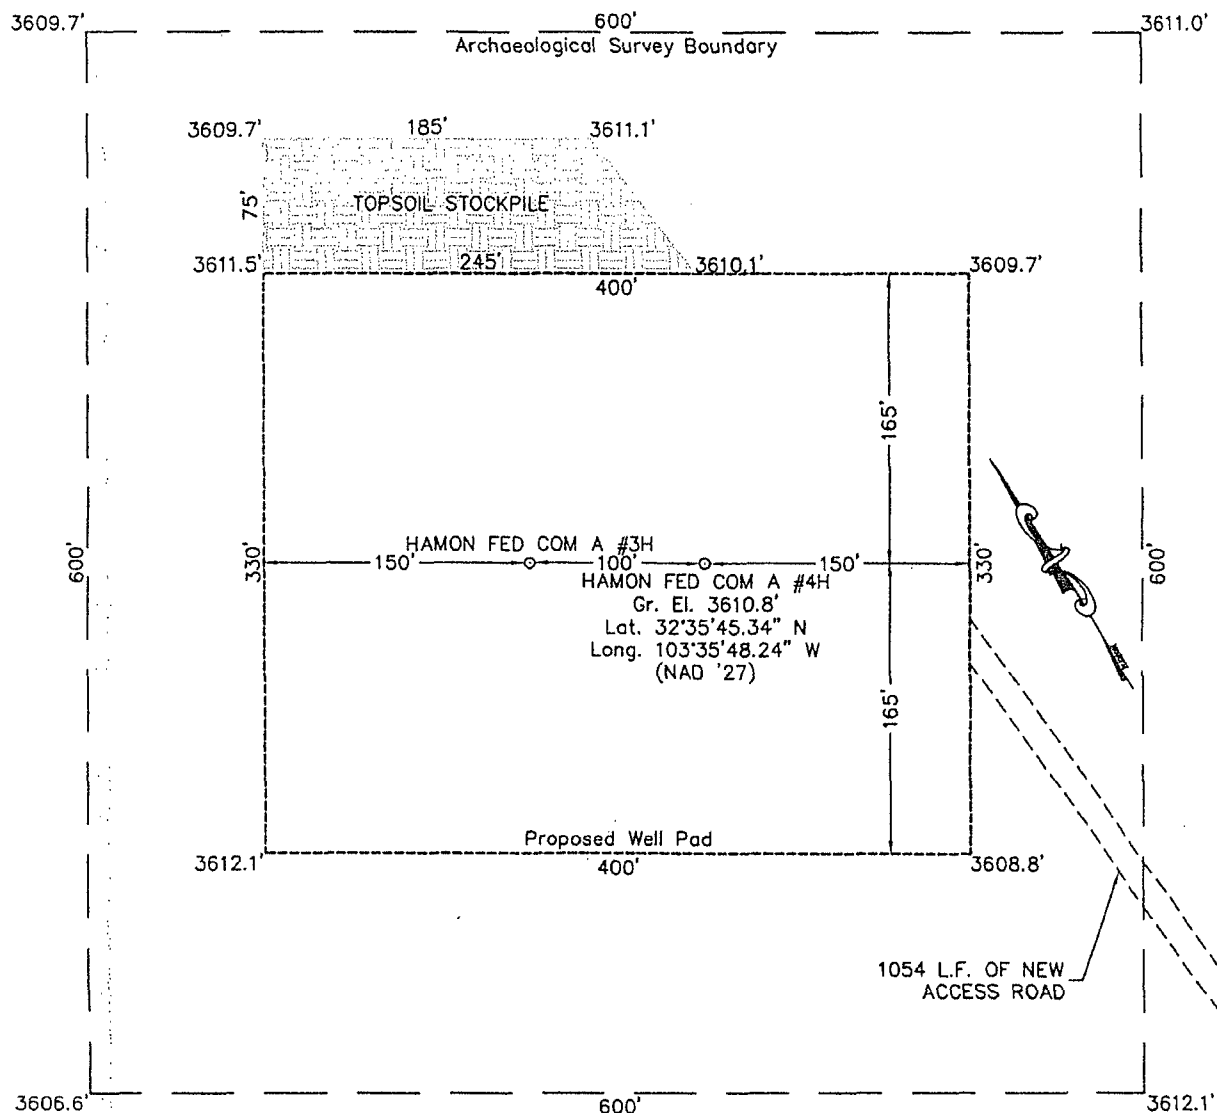 3609.7'
600'
3611.0'
Archaeological Survey Boundary
3609.7'
185'
3611.1'
75'
TOPSOIL STOCKPILE
3611.5'
245'
3610.1'
3609.7'
400'
165'
600'
330'
HAMON FED COM A #3H
150'
100'
150'
330'
600'
HAMON FED COM A #4H
Gr. El. 3610.8'
Lat. 32°35'45.34" N
Long. 103°35'48.24" W
(NAD '27)
NORTH
165'
Proposed Well Pad
3612.1'
400'
3608.8'
1054 L.F. OF NEW
ACCESS ROAD
3606.6'
600'
3612.1'